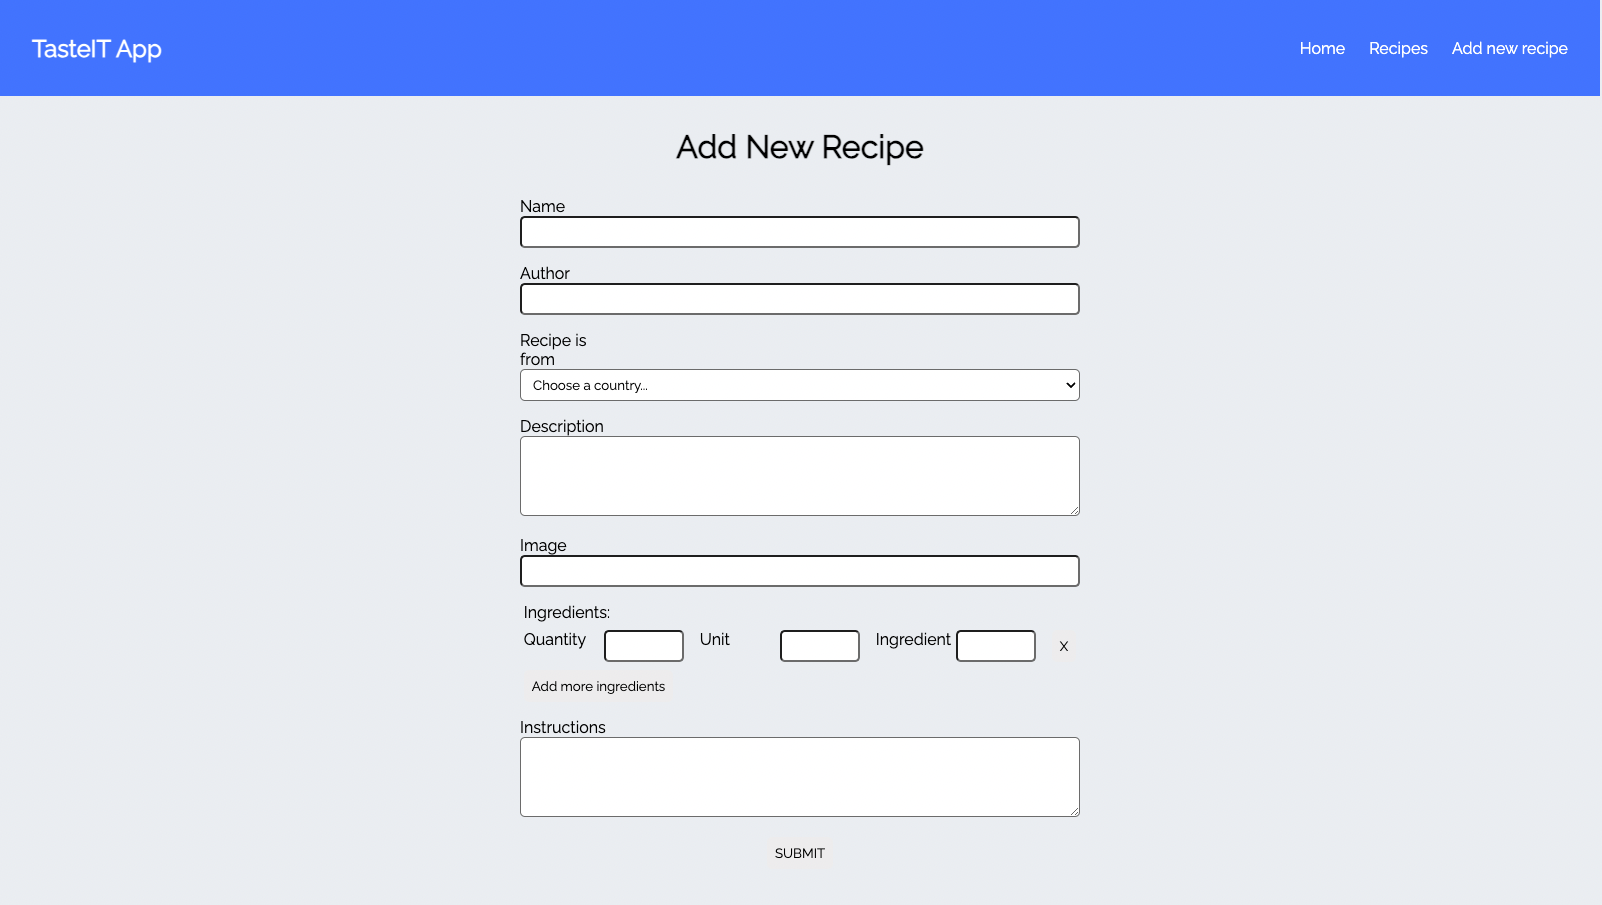 TasteIT App
Home Recipes Add new recipe
Add New Recipe
Name
Author
Recipe is
from
Choose a country...
Description
Image
Ingredients:
Quantity Unit Ingredient X
Add more ingredients
Instructions
SUBMIT